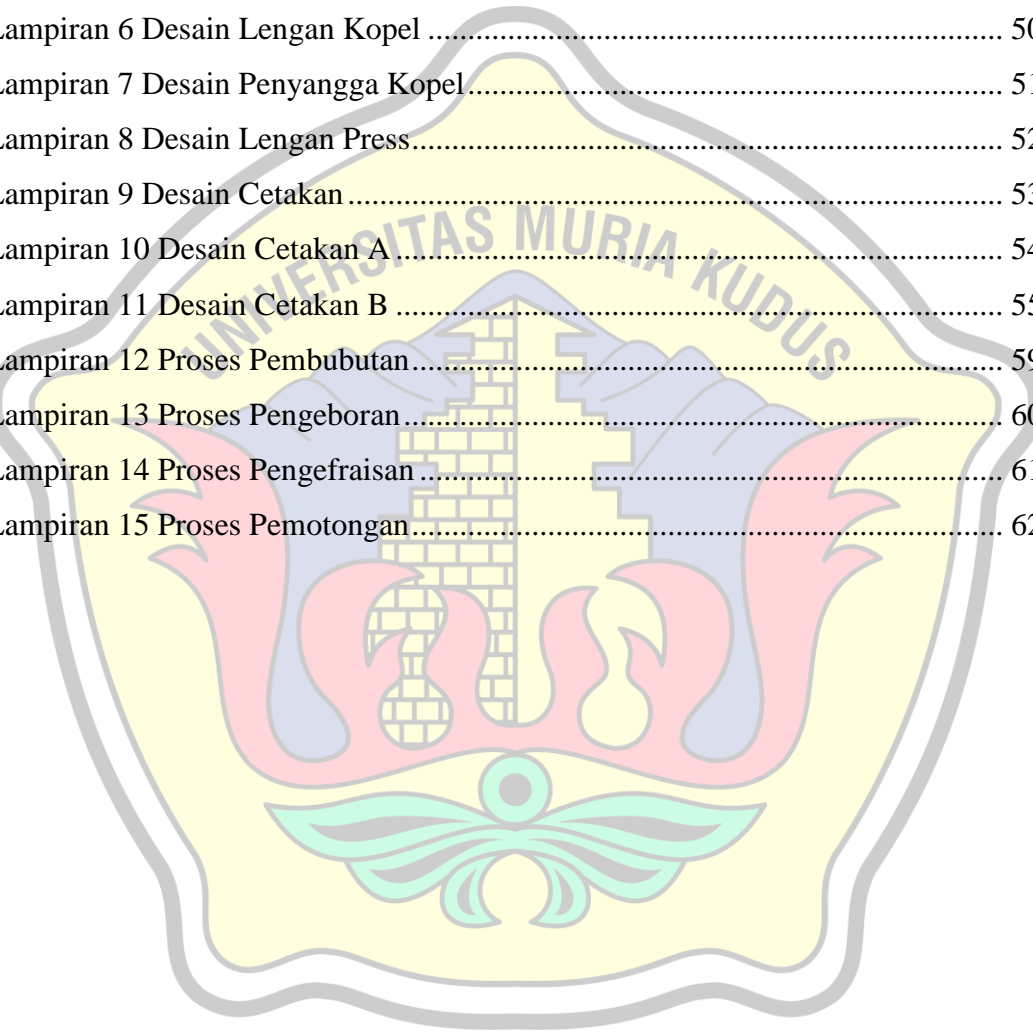 Lampiran 6 Desain Lengan Kopel ........................................................................ 50
Lampiran 7 Desain Penyangga Kopel................................................................... 51
Lampiran 8 Desain Lengan Press.......................................................................... 52
Lampiran 9 Desain Cetakan .................................................................................. 53
Lampiran 10 Desain Cetakan A ............................................................................ 54
Lampiran 11 Desain Cetakan B ............................................................................ 55
Lampiran 12 Proses Pembubutan.......................................................................... 59
Lampiran 13 Proses Pengeboran ........................................................................... 60
Lampiran 14 Proses Pengefraisan ......................................................................... 61
Lampiran 15 Proses Pemotongan.......................................................................... 62
UNIVERSITAS MURIA KUDUS